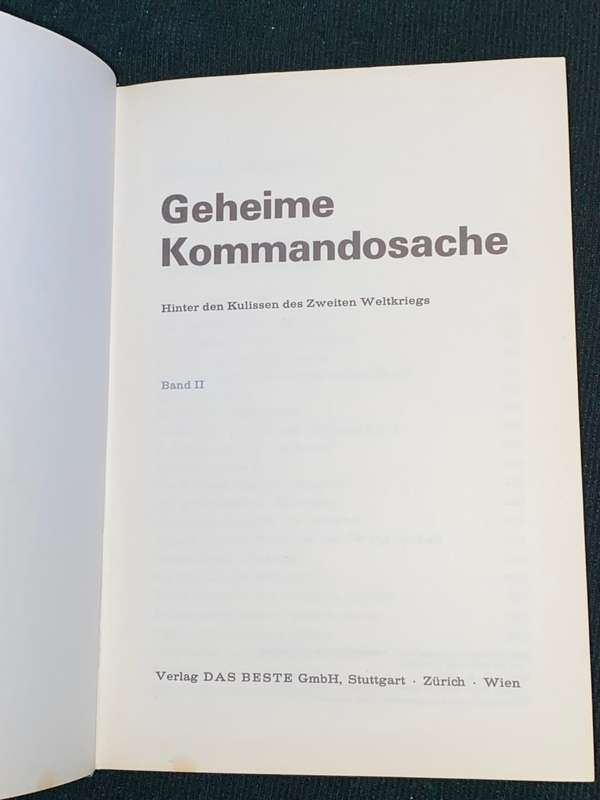 Geheime
Kommandosache
Hinter den Kulissen des Zweiten Weltkriegs
Band II
Verlag DAS BESTE GmbH, Stuttgart · Zürich · Wien